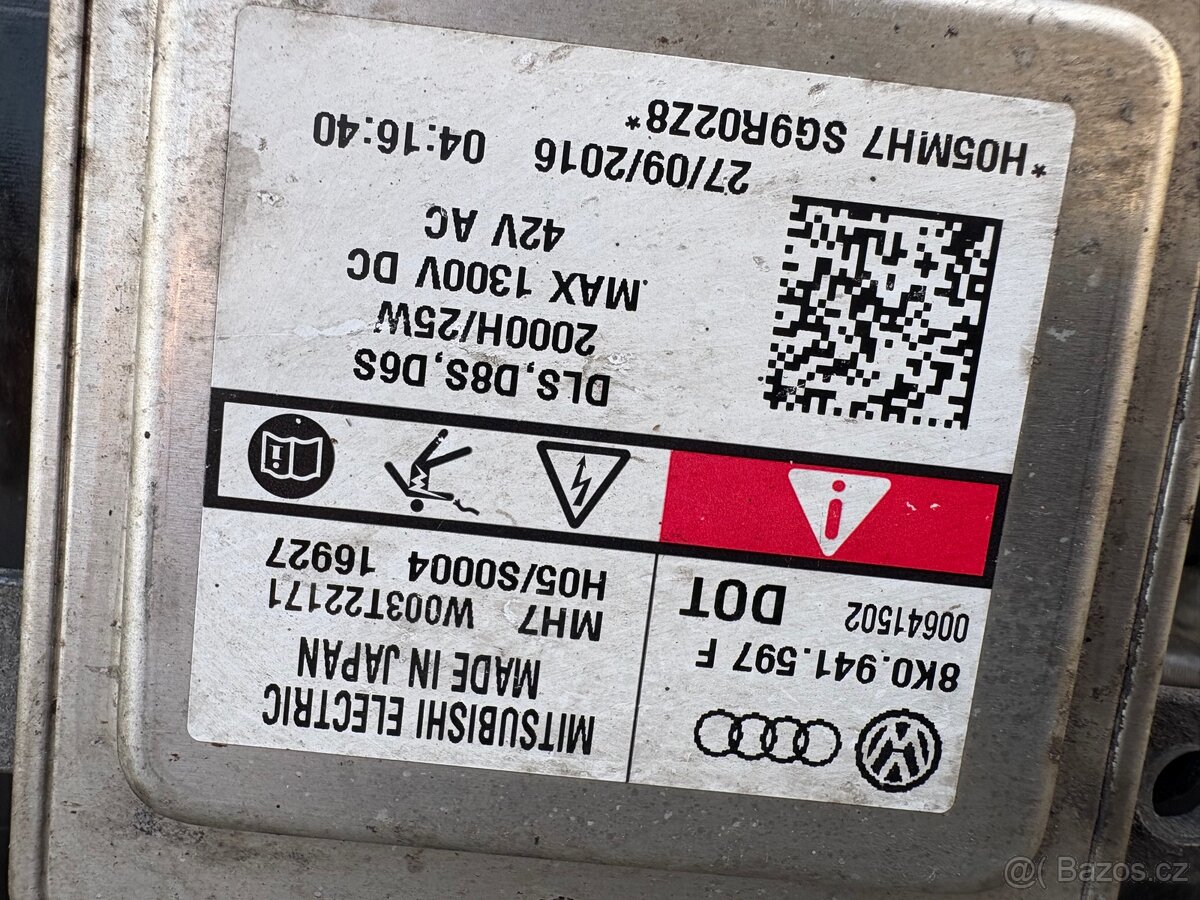 8K0.941.597 F
00641502 DOT
MITSUBISHI ELECTRIC
MADE IN JAPAN
MH7 W003T22171
H05/S0004 16927
DLS,D8S,D6S
2000H/25W
.MAX 1300V DC
42V AC
27/09/2016 04:16:40
*H05MH7 SG9R02Z8*
@( Bazos.cz